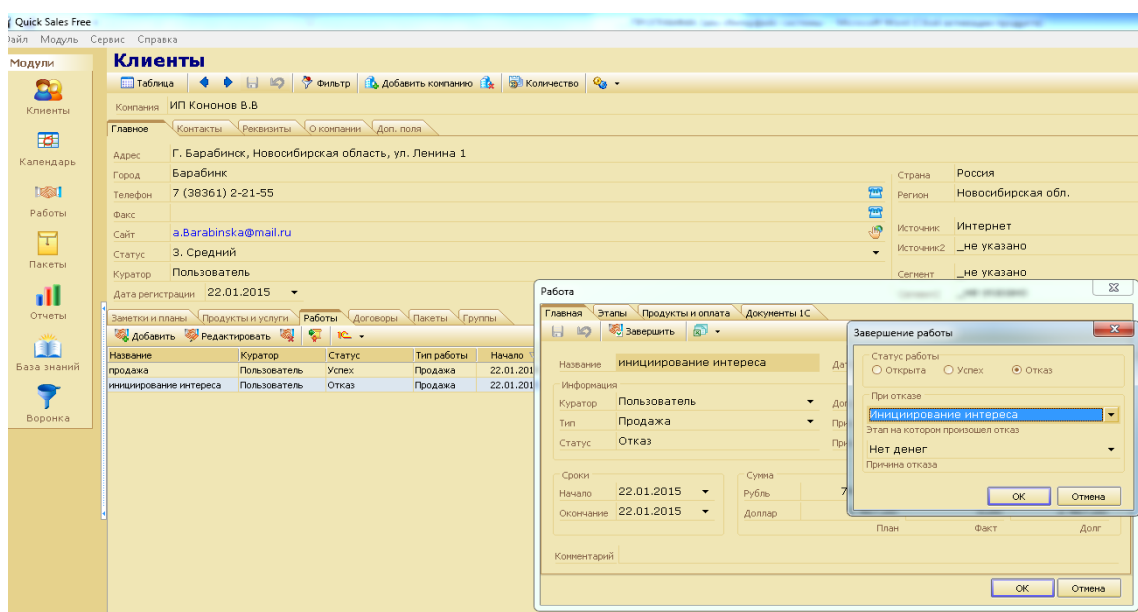 Quick Sales Free
Файл Модуль Сервис Справка
Модули
Клиенты
Календарь
Работы
Пакеты
Отчеты
База знаний
Воронка
Клиенты
Таблица Фильтр Добавить компанию Количество
Компания ИП Кононов В.В
Главное Контакты Реквизиты О компании Доп. поля
Адрес Г. Барабинск, Новосибирская область, ул. Ленина 1
Город Барабинк
Страна Россия
Телефон 7 (38361) 2-21-55
Регион Новосибирская обл.
Факс
Сайт a.Barabinska@mail.ru
Источник Интернет
Статус 3. Средний
Источник2 _не указано
Куратор Пользователь
Сегмент _не указано
Дата регистрации 22.01.2015
Заметки и планы Продукты и услуги Работы Договоры Пакеты Группы
Добавить Редактировать
Название Куратор Статус Тип работы Начало
продажа Пользователь Успех Продажа 22.01.201
инициирование интереса Пользователь Отказ Продажа 22.01.201
Работа
Главная Этапы Продукты и оплата Документы 1С
Завершить
Название инициирование интереса Дат
Информация
Куратор Пользователь Дог
Тип Продажа При
Статус Отказ При
Сроки
Начало 22.01.2015
Окончание 22.01.2015
Сумма
Рубль 7
Доллар
План Факт Долг
Комментарий
ОК Отмена
Завершение работы
Статус работы
Открыта Успех Отказ
При отказе
Инициирование интереса
Этап на котором произошел отказ
Нет денег
Причина отказа
ОК Отмена